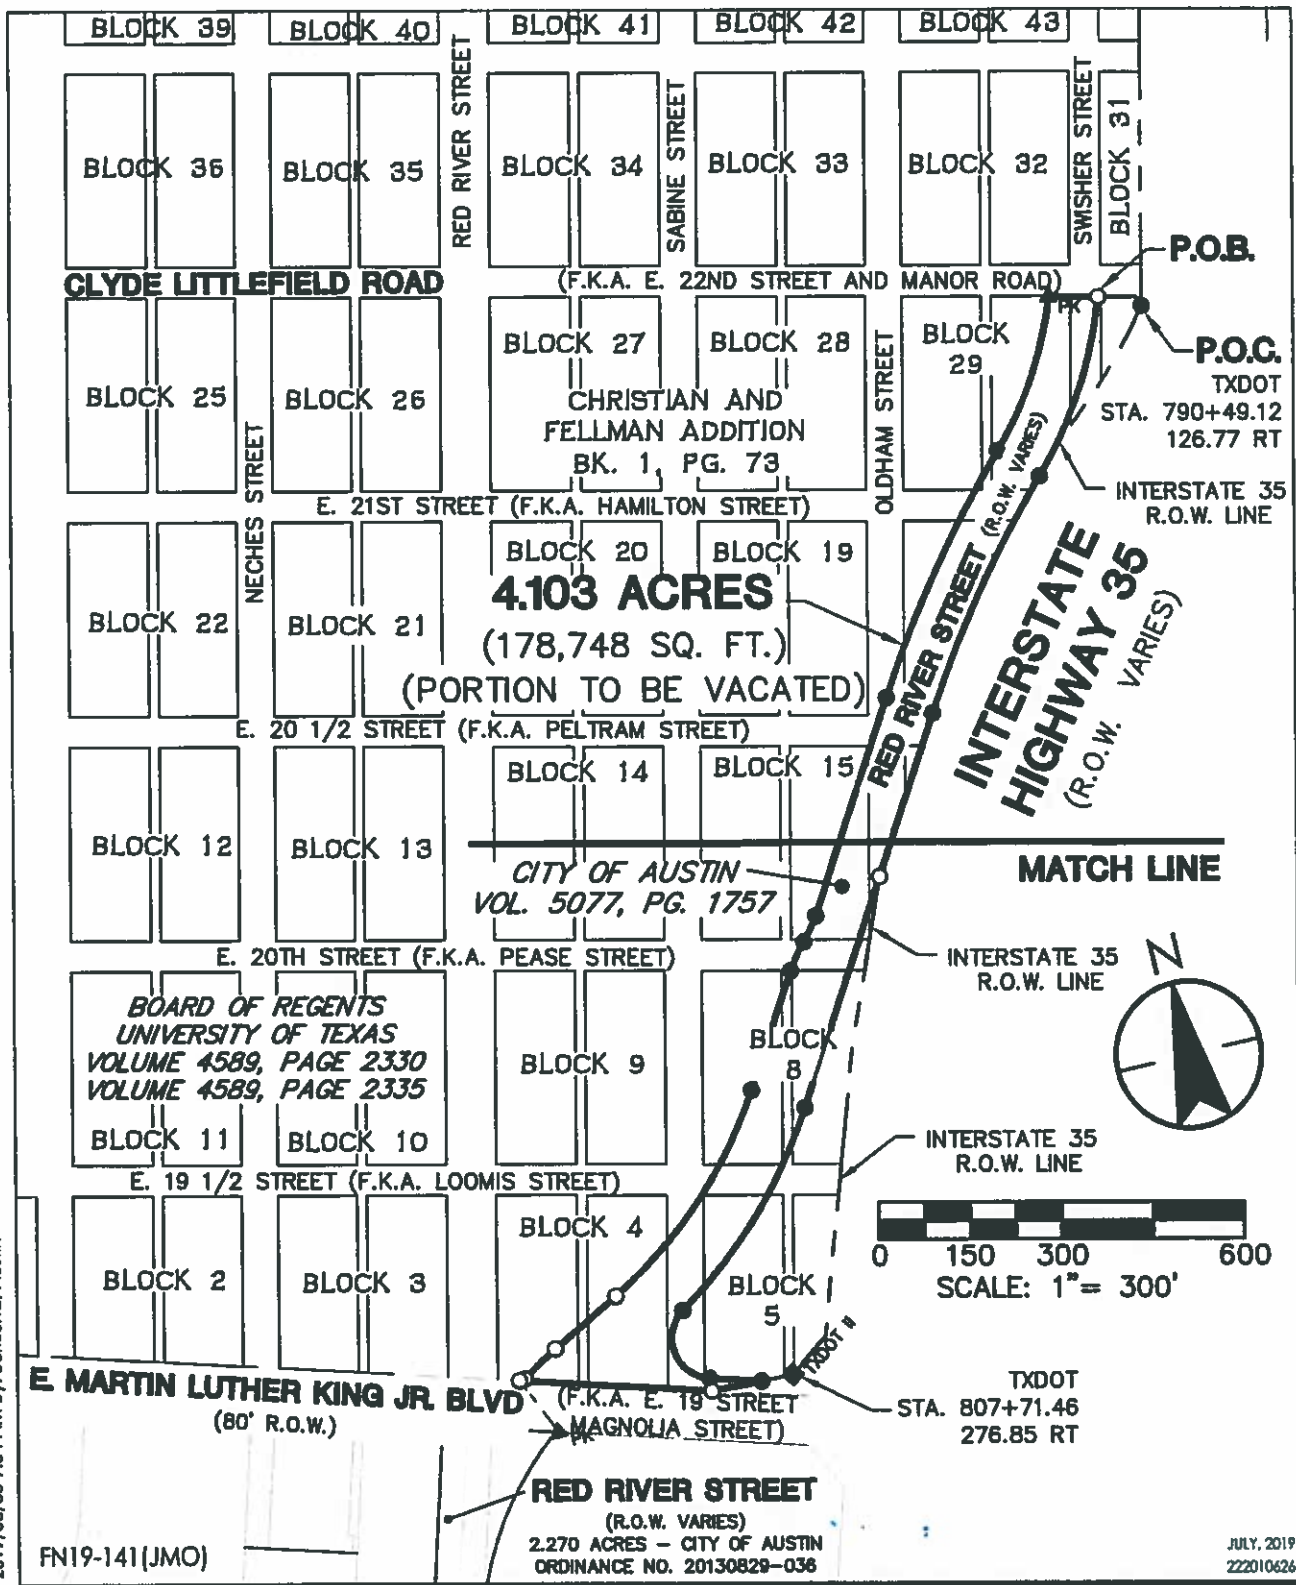 BLOCK 39
BLOCK 40
BLOCK 41
BLOCK 42
BLOCK 43
RED RIVER STREET
SABINE STREET
SWISHER STREET
BLOCK 31
BLOCK 36
BLOCK 35
BLOCK 34
BLOCK 33
BLOCK 32
P.O.B.
CLYDE LITTLEFIELD ROAD
(F.K.A. E. 22ND STREET AND MANOR ROAD)
PK
P.O.C.
TXDOT
STA. 790+49.12
126.77 RT
BLOCK 27
BLOCK 28
BLOCK
29
BLOCK 25
BLOCK 26
CHRISTIAN AND
FELLMAN ADDITION
BK. 1, PG. 73
OLDHAM STREET
NECHES STREET
INTERSTATE 35
R.O.W. LINE
E. 21ST STREET (F.K.A. HAMILTON STREET)
BLOCK 20
BLOCK 19
4.103 ACRES
(178,748 SQ. FT.)
(PORTION TO BE VACATED)
BLOCK 22
BLOCK 21
RED RIVER STREET (R.O.W. VARIES)
INTERSTATE
HIGHWAY 35
(R.O.W. VARIES)
E. 20 1/2 STREET (F.K.A. PELTRAM STREET)
BLOCK 14
BLOCK 15
BLOCK 12
BLOCK 13
MATCH LINE
CITY OF AUSTIN
VOL. 5077, PG. 1757
E. 20TH STREET (F.K.A. PEASE STREET)
INTERSTATE 35
R.O.W. LINE
N
BOARD OF REGENTS
UNIVERSITY OF TEXAS
VOLUME 4589, PAGE 2330
VOLUME 4589, PAGE 2335
BLOCK 9
BLOCK
8
BLOCK 11
BLOCK 10
INTERSTATE 35
R.O.W. LINE
E. 19 1/2 STREET (F.K.A. LOOMIS STREET)
BLOCK 4
BLOCK 2
BLOCK 3
BLOCK
5
0 150 300 600
SCALE: 1"= 300'
TXDOT II
E. MARTIN LUTHER KING JR. BLVD
(80' R.O.W.)
(F.K.A. E. 19 STREET
MAGNOLIA STREET)
PK
TXDOT
STA. 807+71.46
276.85 RT
RED RIVER STREET
(R.O.W. VARIES)
2.270 ACRES – CITY OF AUSTIN
ORDINANCE NO. 20130829-036
FN19-141(JMO)
JULY, 2019
222010626